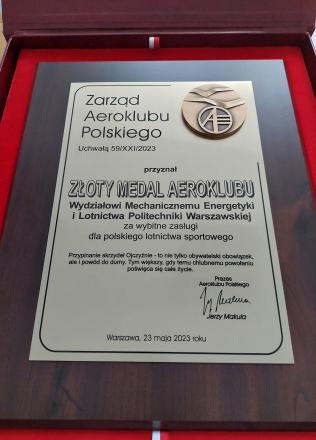 Zarząd
Aeroklubu
Polskiego
Uchwałą 59/XXI/2023
przyznał
ZŁOTY MEDAL AEROKLUBU
Wydziałowi Mechanicznemu Energetyki
i Lotnictwa Politechniki Warszawskiej
za wybitne zasługi
dla polskiego lotnictwa sportowego
Przypinanie skrzydeł Ojczyźnie - to nie tylko obywatelski obowiązek,
ale i powód do dumy. Tym większy, gdy temu chlubnemu powołaniu
poświęca się całe życie.
Prezes
Aeroklubu Polskiego
Jerzy Makula
Warszawa, 23 maja 2023 roku